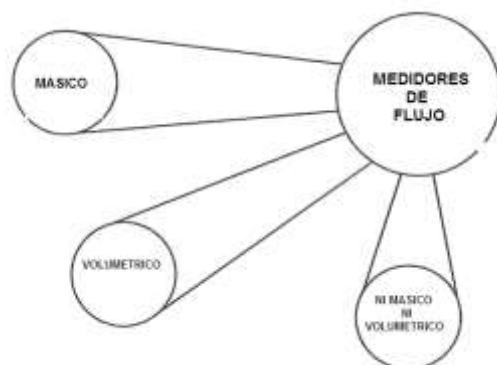 MASICO
MEDIDORES
DE
FLUJO
VOLUMETRICO
NI MASICO
NI
VOLUMETRICO